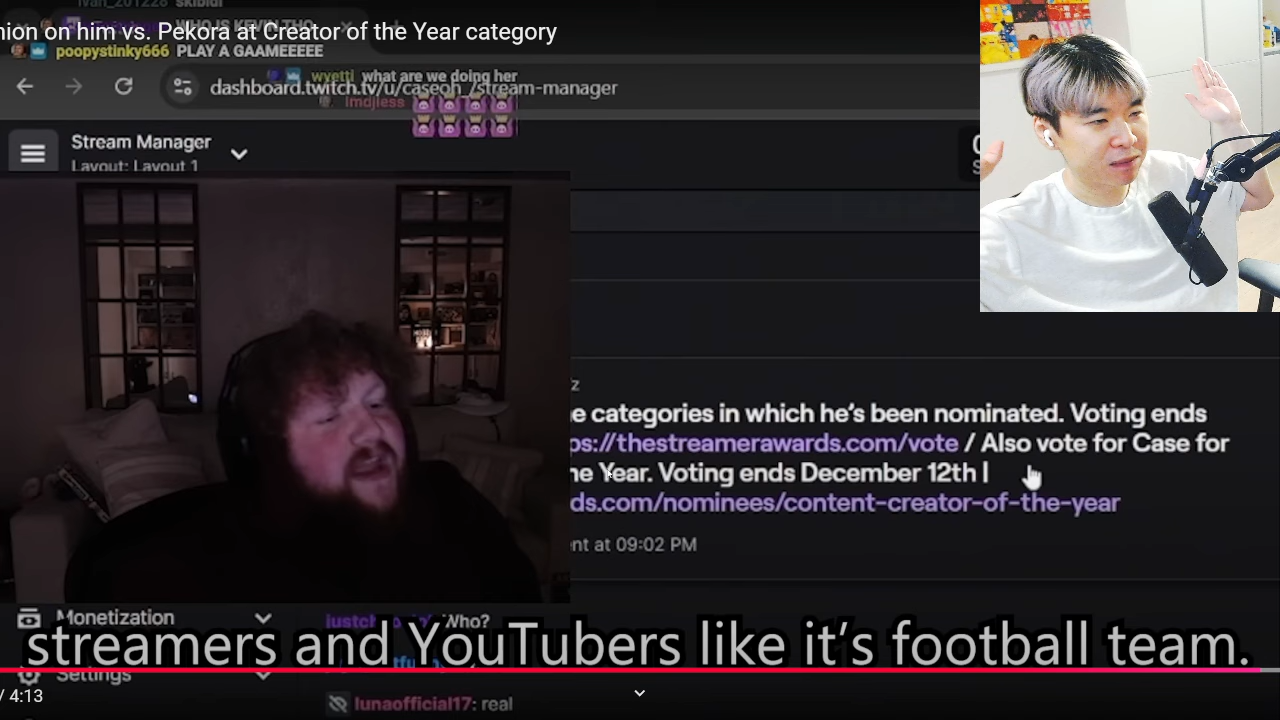 skibidi
nion on him vs. Pekora at Creator of the Year category
poopystinky666 PLAY A GAAMEEEEE
wyetti what are we doing her
dashboard.twitch.tv/u/caseoh_/stream-manager
lmdjless
Stream Manager
Layout: Layout 1
z
e categories in which he's been nominated. Voting ends
ps://thestreamerawards.com/vote / Also vote for Case for
he Year. Voting ends December 12th |
ds.com/nominees/content-creator-of-the-year
nt at 09:02 PM
Monetization
Who?
streamers and YouTubers like it's football team.
Settings
/ 4:13
lunaofficial17: real